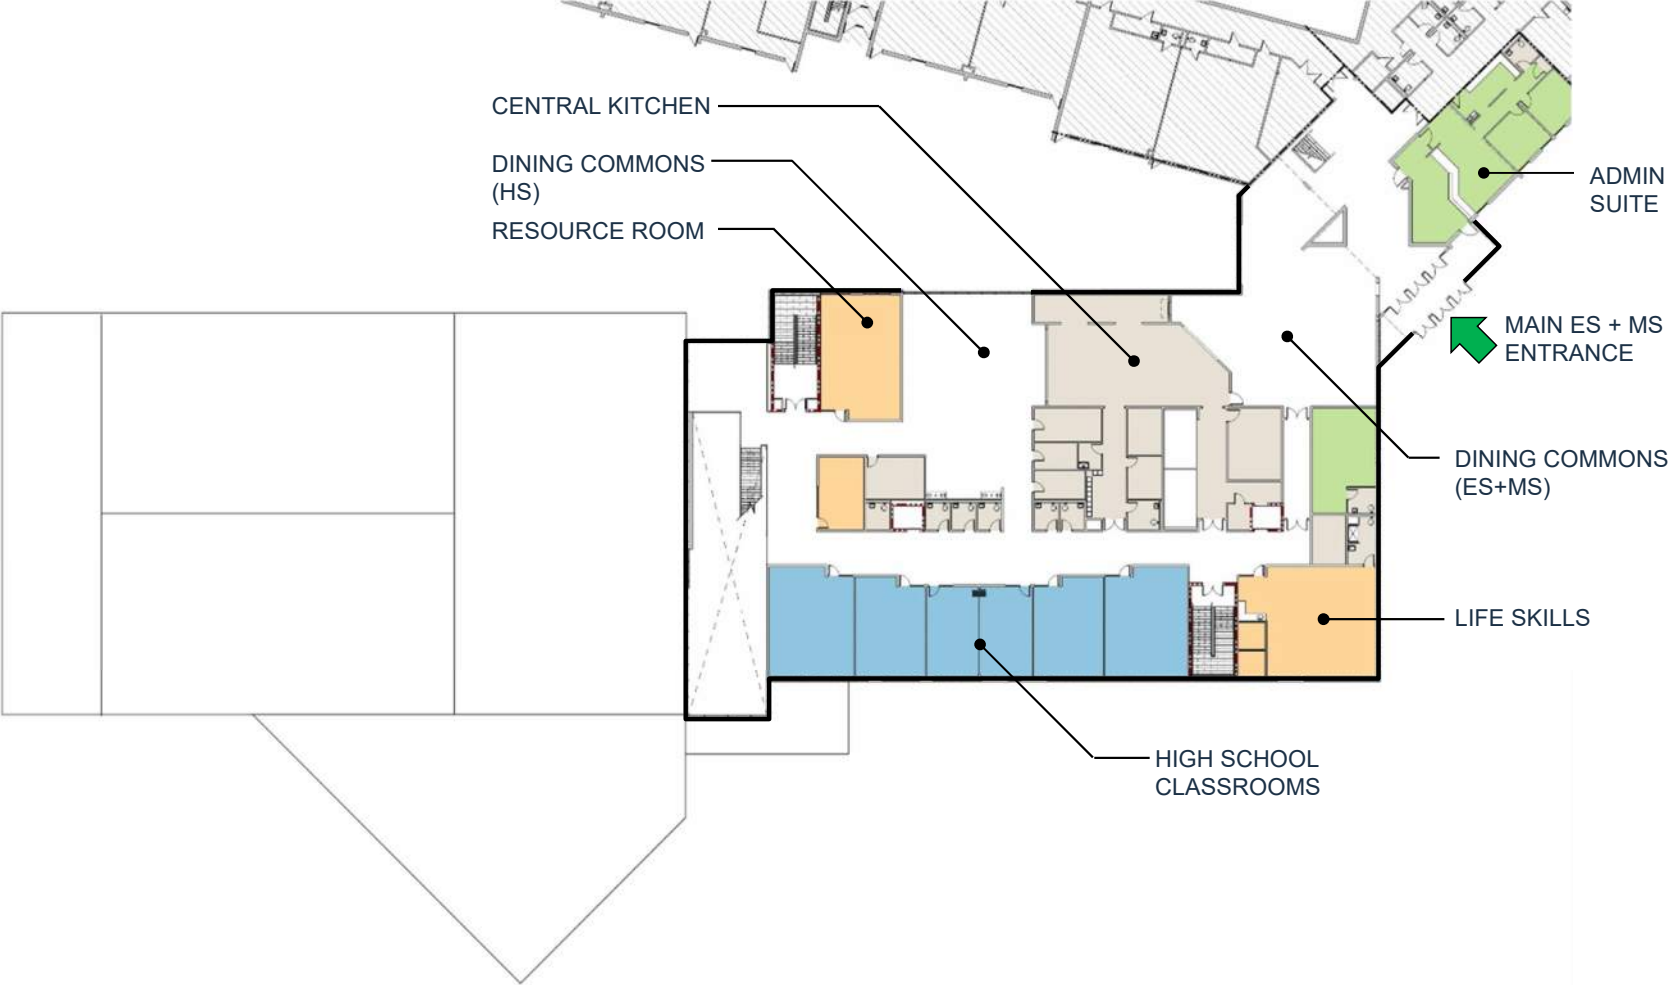 CENTRAL KITCHEN
DINING COMMONS
(HS)
RESOURCE ROOM
ADMIN
SUITE
MAIN ES + MS
ENTRANCE
DINING COMMONS
(ES+MS)
LIFE SKILLS
HIGH SCHOOL
CLASSROOMS